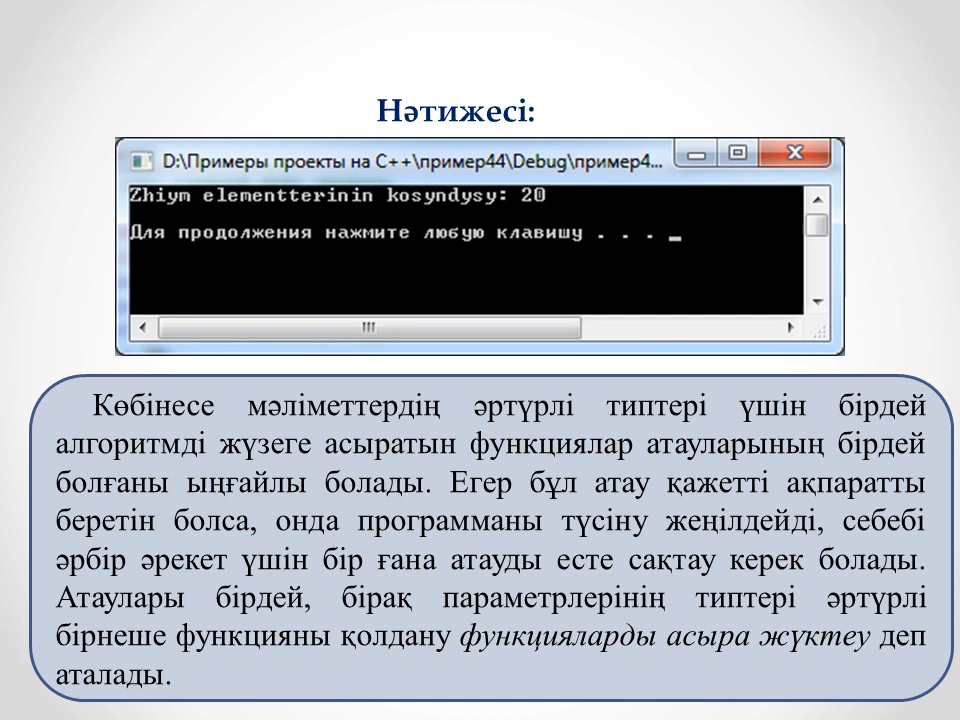 Нәтижесі:
D:\Примеры проекты на C++\пример44\Debug\пример4...
Zhiym elementterinin kosyndysy: 20
Для продолжения нажмите любую клавишу . . . _
Көбінесе мәліметтердің әртүрлі типтері үшін бірдей
алгоритмді жүзеге асыратын функциялар атауларының бірдей
болғаны ыңғайлы болады. Егер бұл атау қажетті ақпаратты
беретін болса, онда программаны түсіну жеңілдейді, себебі
әрбір әрекет үшін бір ғана атауды есте сақтау керек болады.
Атаулары бірдей, бірақ параметрлерінің типтері әртүрлі
бірнеше функцияны қолдану функцияларды асыра жүктеу деп
аталады.